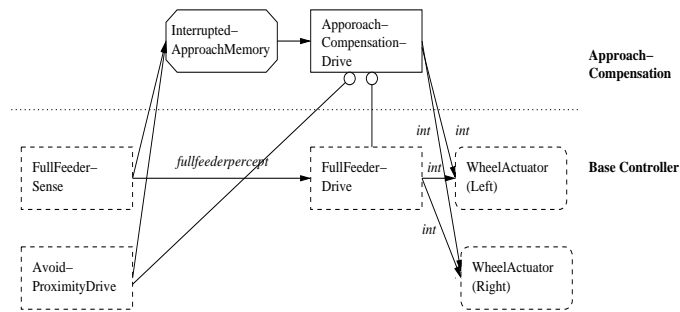 Interrupted–
ApproachMemory
Apporoach–
Compensation–
Drive
Approach–
Compensation
int
int
FullFeeder–
Sense
fullfeederpercept
FullFeeder–
Drive
int
WheelActuator
(Left)
Base Controller
int
Avoid–
ProximityDrive
WheelActuator
(Right)